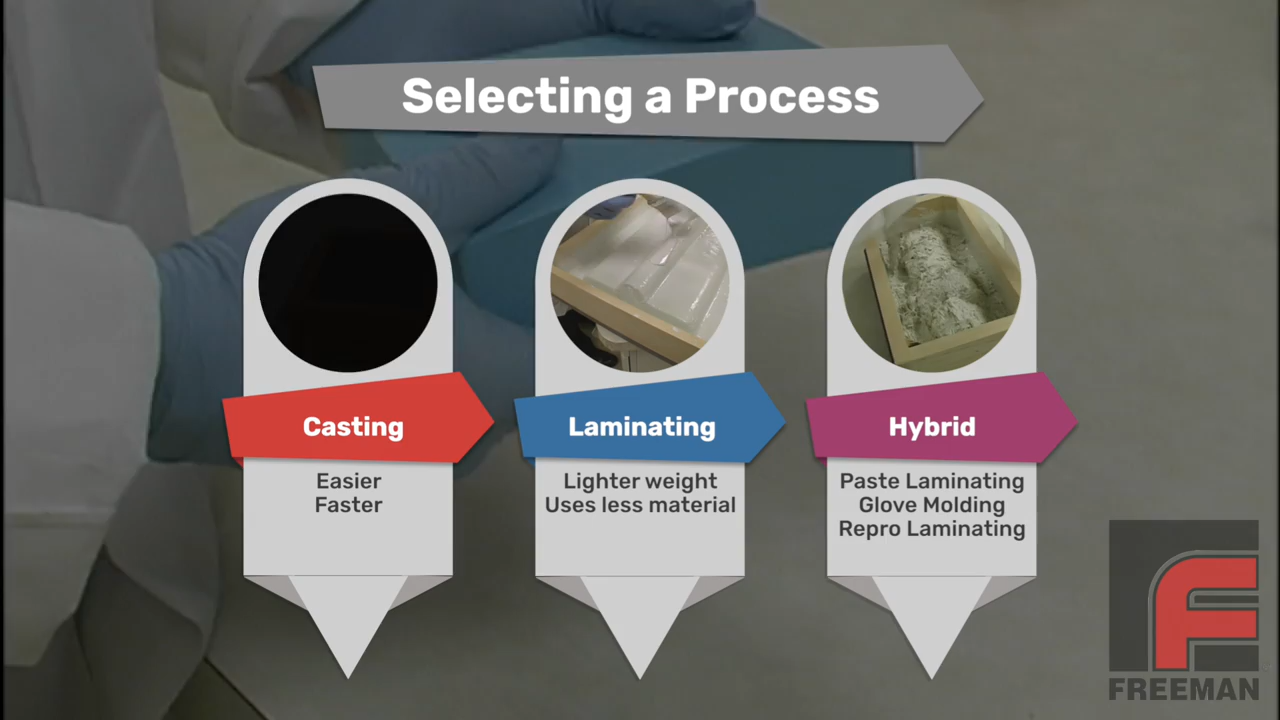 Selecting a Process
Casting
Easier
Faster
Laminating
Lighter weight
Uses less material
Hybrid
Paste Laminating
Glove Molding
Repro Laminating
FREEMAN